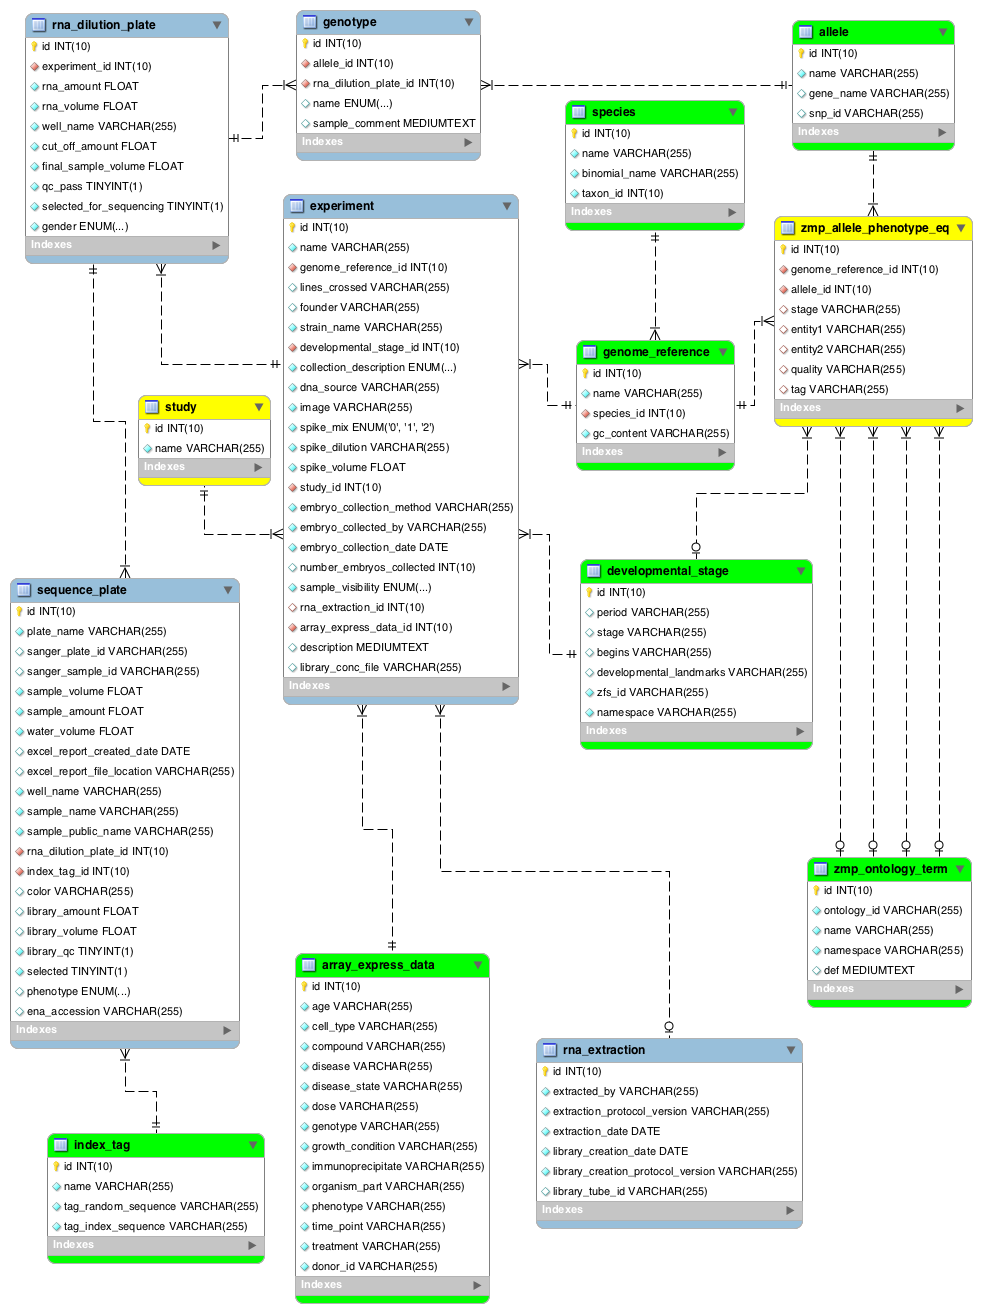 rna_dilution_plate
id INT(10)
experiment_id INT(10)
rna_amount FLOAT
rna_volume FLOAT
well_name VARCHAR(255)
cut_off_amount FLOAT
final_sample_volume FLOAT
qc_pass TINYINT(1)
selected_for_sequencing TINYINT(1)
gender ENUM(...)
Indexes
genotype
id INT(10)
allele_id INT(10)
rna_dilution_plate_id INT(10)
name ENUM(...)
sample_comment MEDIUMTEXT
Indexes
allele
id INT(10)
name VARCHAR(255)
gene_name VARCHAR(255)
snp_id VARCHAR(255)
Indexes
species
id INT(10)
name VARCHAR(255)
binomial_name VARCHAR(255)
taxon_id INT(10)
Indexes
experiment
id INT(10)
name VARCHAR(255)
genome_reference_id INT(10)
lines_crossed VARCHAR(255)
founder VARCHAR(255)
strain_name VARCHAR(255)
developmental_stage_id INT(10)
collection_description ENUM(...)
dna_source VARCHAR(255)
image VARCHAR(255)
spike_mix ENUM('0', '1', '2')
spike_dilution VARCHAR(255)
spike_volume FLOAT
study_id INT(10)
embryo_collection_method VARCHAR(255)
embryo_collected_by VARCHAR(255)
embryo_collection_date DATE
number_embryos_collected INT(10)
sample_visibility ENUM(...)
rna_extraction_id INT(10)
array_express_data_id INT(10)
description MEDIUMTEXT
library_conc_file VARCHAR(255)
Indexes
zmp_allele_phenotype_eq
id INT(10)
genome_reference_id INT(10)
allele_id INT(10)
stage VARCHAR(255)
entity1 VARCHAR(255)
entity2 VARCHAR(255)
quality VARCHAR(255)
tag VARCHAR(255)
Indexes
genome_reference
id INT(10)
name VARCHAR(255)
species_id INT(10)
gc_content VARCHAR(255)
Indexes
study
id INT(10)
name VARCHAR(255)
Indexes
developmental_stage
id INT(10)
period VARCHAR(255)
stage VARCHAR(255)
begins VARCHAR(255)
developmental_landmarks VARCHAR(255)
zfs_id VARCHAR(255)
namespace VARCHAR(255)
Indexes
sequence_plate
id INT(10)
plate_name VARCHAR(255)
sanger_plate_id VARCHAR(255)
sanger_sample_id VARCHAR(255)
sample_volume FLOAT
sample_amount FLOAT
water_volume FLOAT
excel_report_created_date DATE
excel_report_file_location VARCHAR(255)
well_name VARCHAR(255)
sample_name VARCHAR(255)
sample_public_name VARCHAR(255)
rna_dilution_plate_id INT(10)
index_tag_id INT(10)
color VARCHAR(255)
library_amount FLOAT
library_volume FLOAT
library_qc TINYINT(1)
selected TINYINT(1)
phenotype ENUM(...)
ena_accession VARCHAR(255)
Indexes
zmp_ontology_term
id INT(10)
ontology_id VARCHAR(255)
name VARCHAR(255)
namespace VARCHAR(255)
def MEDIUMTEXT
Indexes
array_express_data
id INT(10)
age VARCHAR(255)
cell_type VARCHAR(255)
compound VARCHAR(255)
disease VARCHAR(255)
disease_state VARCHAR(255)
dose VARCHAR(255)
genotype VARCHAR(255)
growth_condition VARCHAR(255)
immunoprecipitate VARCHAR(255)
organism_part VARCHAR(255)
phenotype VARCHAR(255)
time_point VARCHAR(255)
treatment VARCHAR(255)
donor_id VARCHAR(255)
Indexes
rna_extraction
id INT(10)
extracted_by VARCHAR(255)
extraction_protocol_version VARCHAR(255)
extraction_date DATE
library_creation_date DATE
library_creation_protocol_version VARCHAR(255)
library_tube_id VARCHAR(255)
Indexes
index_tag
id INT(10)
name VARCHAR(255)
tag_random_sequence VARCHAR(255)
tag_index_sequence VARCHAR(255)
Indexes